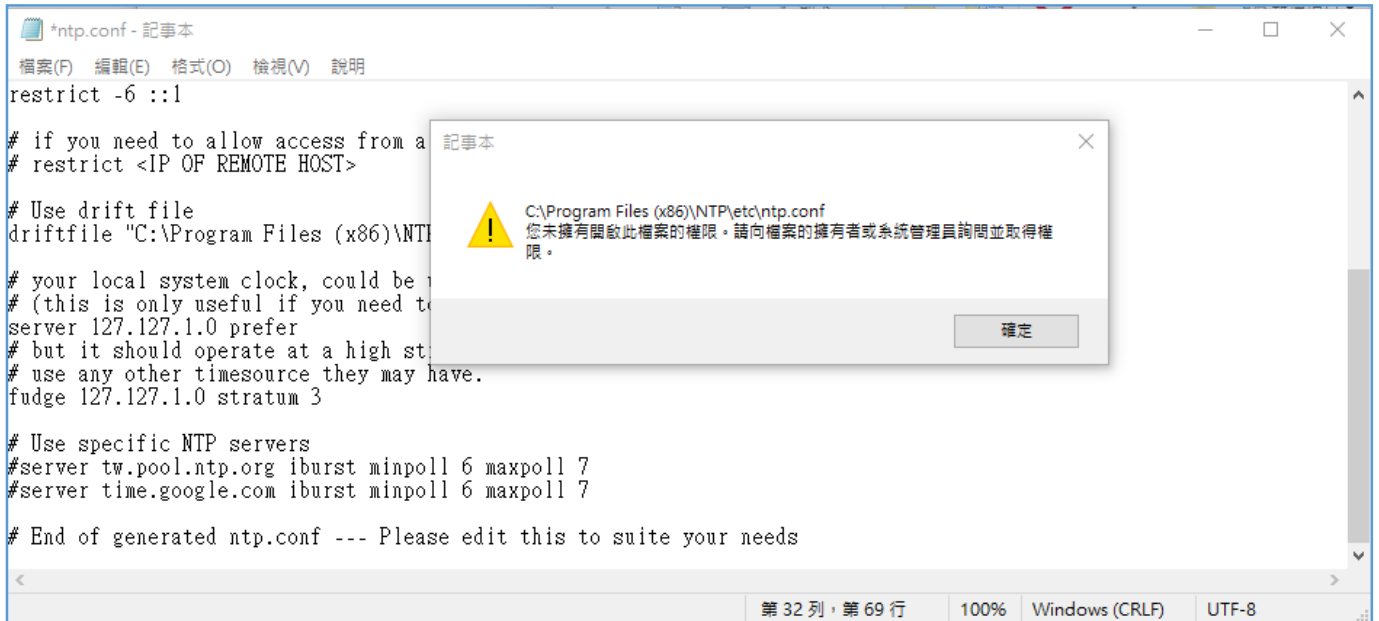 *ntp.conf - 記事本
檔案(F) 編輯(E) 格式(O) 檢視(V) 說明
restrict -6 ::1
# if you need to allow access from a
# restrict <IP OF REMOTE HOST>
# Use drift file
driftfile "C:\Program Files (x86)\NTP
# your local system clock, could be
# (this is only useful if you need to
server 127.127.1.0 prefer
# but it should operate at a high st
# use any other timesource they may have.
fudge 127.127.1.0 stratum 3
# Use specific NTP servers
#server tw.pool.ntp.org iburst minpoll 6 maxpoll 7
#server time.google.com iburst minpoll 6 maxpoll 7
# End of generated ntp.conf --- Please edit this to suite your needs
記事本
C:\Program Files (x86)\NTP\etc\ntp.conf
您未擁有開啟此檔案的權限。請向檔案的擁有者或系統管理員詢問並取得權
限。
確定
第 32 列，第 69 行 100% Windows (CRLF) UTF-8